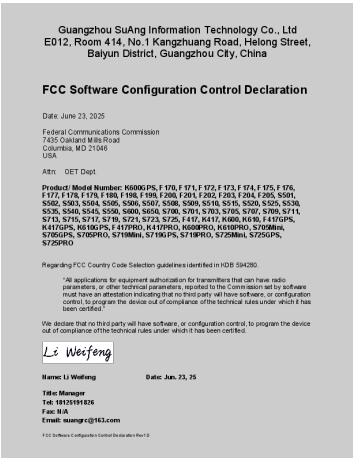 Guangzhou SuAng Information Technology Co., Ltd
E012, Room 414, No.1 Kangzhuang Road, Helong Street,
Baiyun District, Guangzhou City, China
FCC Software Configuration Control Declaration
Date: June 23, 2025
Federal Communications Commission
7435 Oakland Mills Road
Columbia, MD 21046
USA
Attn: OET Dept.
Product/ Model Number: K600GPS, F170, F171, F172, F173, F174, F175, F176,
F177, F178, F179, F180, F198, F199, F200, F201, F202, F203, F204, F205, S501,
S502, S503, S504, S505, S506, S507, S508, S509, S510, S515, S520, S525, S530,
S535, S540, S545, S550, S600, S650, S700, S701, S703, S705, S707, S709, S711,
S713, S715, S717, S719, S721, S723, S725, F417, K417, K600, K610, F417GPS,
K417GPS, K610GPS, F417PRO, K417PRO, K600PRO, K610PRO, S705Mini,
S705GPS, S705PRO, S719Mini, S719GPS, S719PRO, S725Mini, S725GPS,
S725PRO
Regarding FCC Country Code Selection guidelines identified in KDB 594280.
"All applications for equipment authorization for transmitters that can have radio
parameters, or other technical parameters, reported to the Commission set by software
must have an attestation indicating that no third party will have software, or configuration
control, to program the device out of compliance of the technical rules under which it has
been certified."
We declare that no third party will have software, or configuration control, to program the device
out of compliance of the technical rules under which it has been certified.
Li Weifeng
Name: Li Weifeng Date: Jun. 23, 25
Title: Manager
Tel: 18125191826
Fax: N/A
Email: suangrc@163.com
FCC Software Configuration Control Declaration Rev1.0